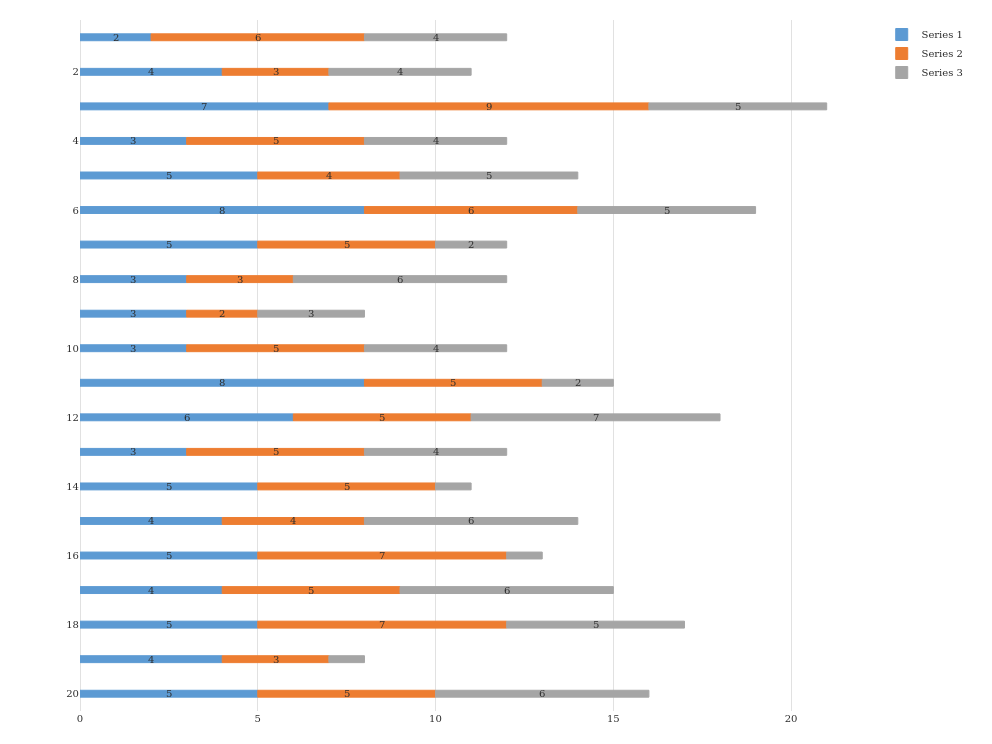 2 6 4 Series 1
Series 2
2 4 3 4 Series 3
7 9 5
4 3 5 4
5 4 5
6 8 6 5
5 5 2
8 3 3 6
3 2 3
10 3 5 4
8 5 2
12 6 5 7
3 5 4
14 5 5
4 4 6
16 5 7
4 5 6
18 5 7 5
4 3
20 5 5 6
0 5 10 15 20